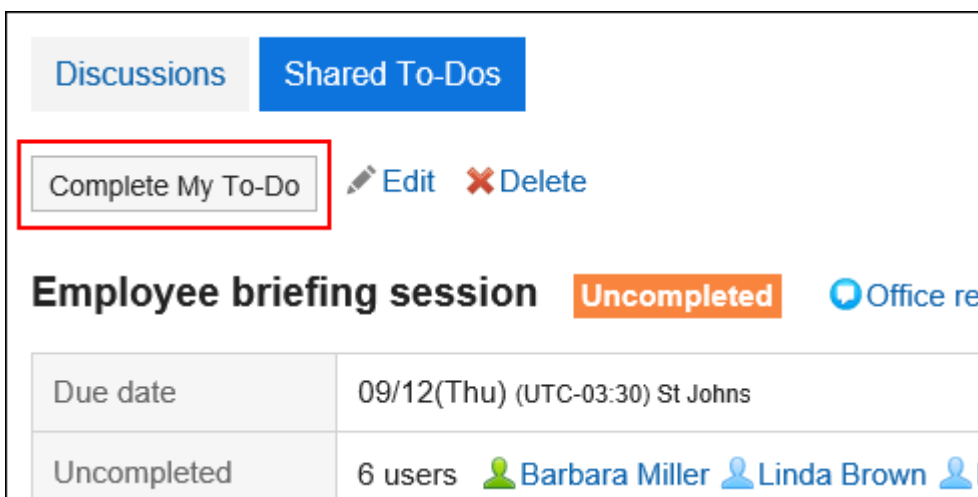 Discussions Shared To-Dos
Complete My To-Do Edit Delete
Employee briefing session Uncompleted Office
Due date 09/12(Thu) (UTC-03:30) St Johns
Uncompleted 6 users Barbara Miller Linda Brown